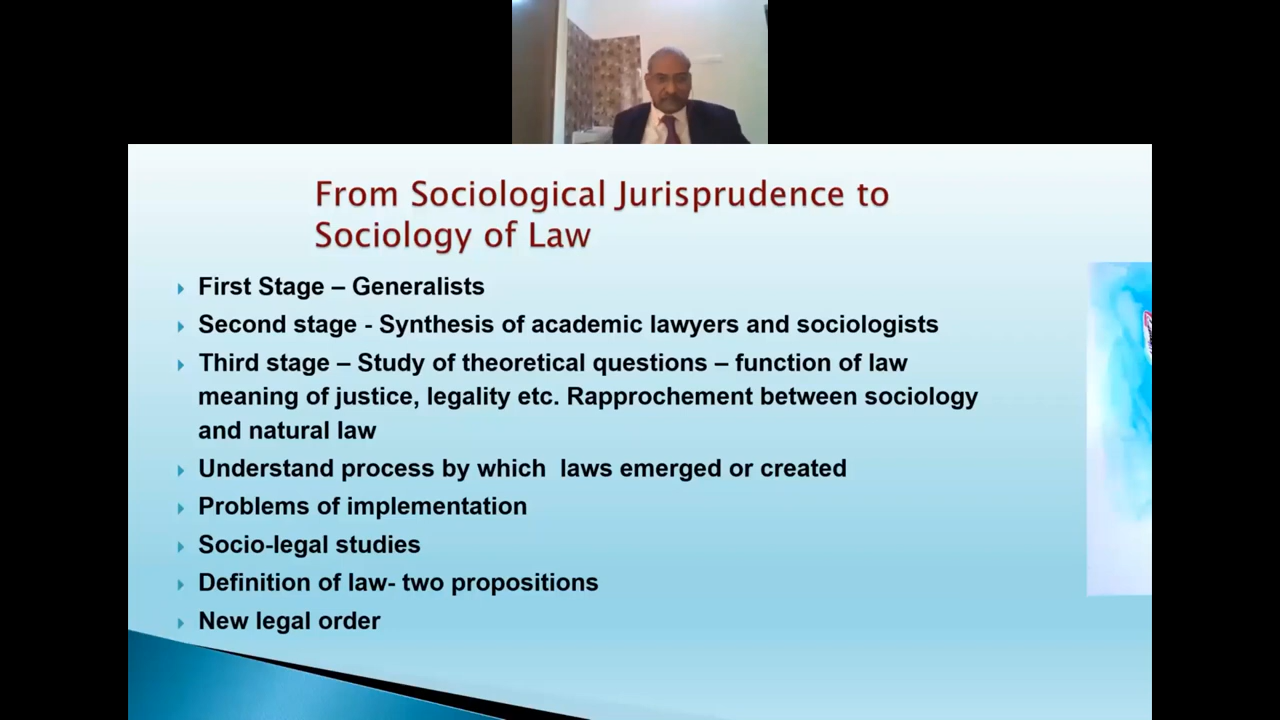 From Sociological Jurisprudence to
Sociology of Law
First Stage – Generalists
Second stage - Synthesis of academic lawyers and sociologists
Third stage – Study of theoretical questions – function of law
meaning of justice, legality etc. Rapprochement between sociology
and natural law
Understand process by which laws emerged or created
Problems of implementation
Socio-legal studies
Definition of law- two propositions
New legal order